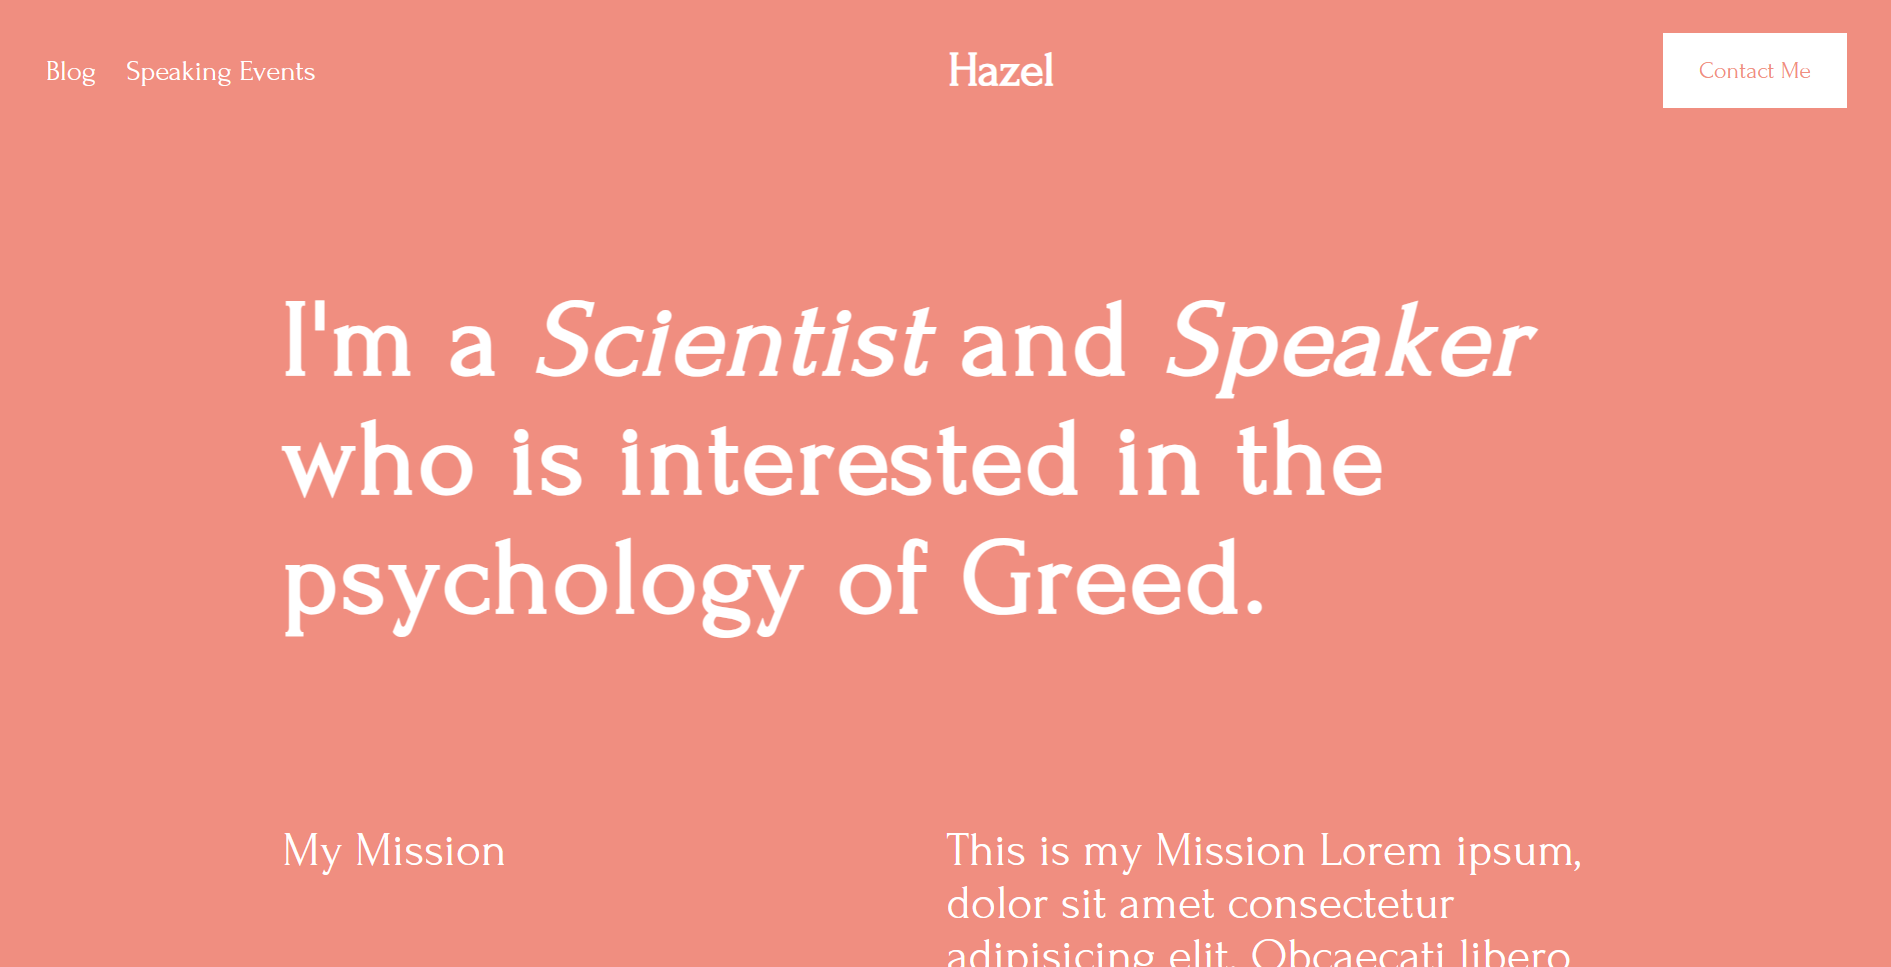 Blog Speaking Events Hazel Contact Me
I'm a Scientist and Speaker
who is interested in the
psychology of Greed.
My Mission
This is my Mission Lorem ipsum,
dolor sit amet consectetur
adipisicing elit. Obcaecati libero